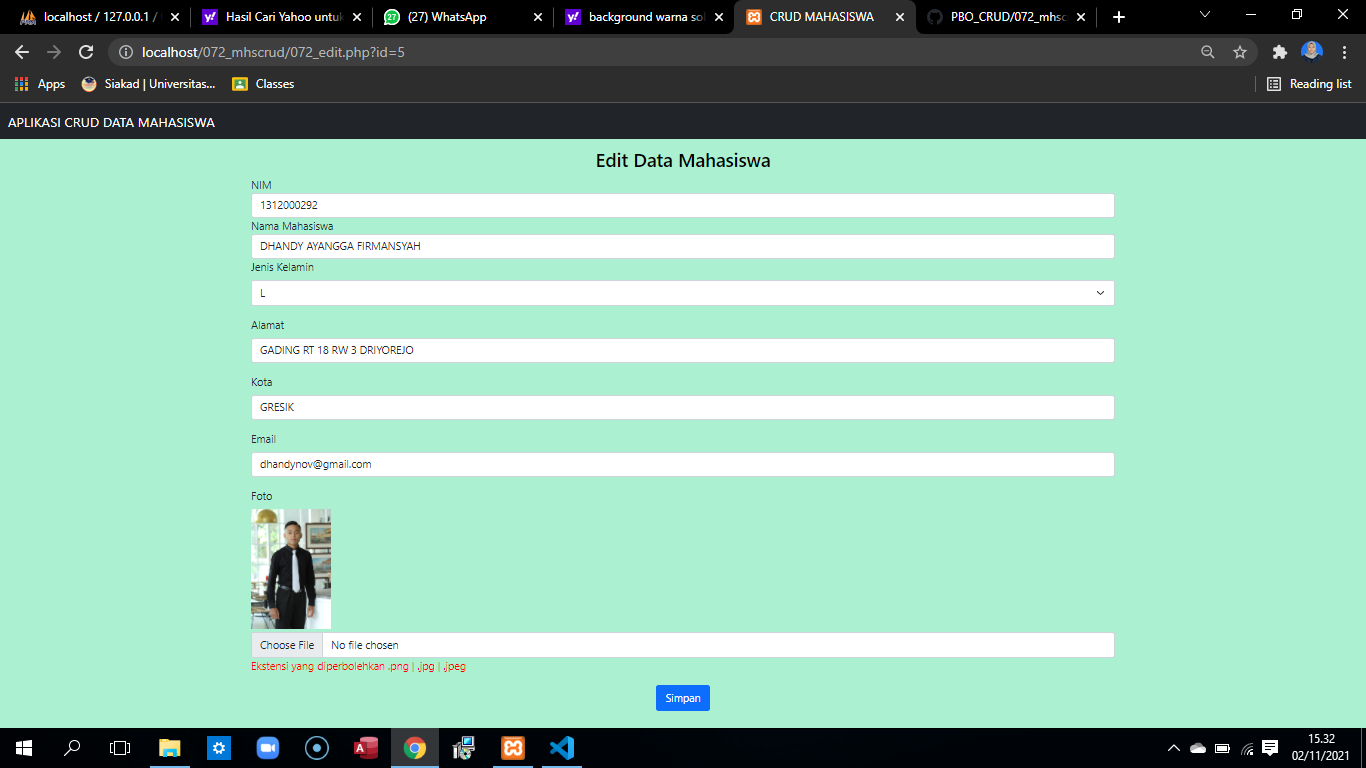 localhost / 127.0.0.1 /
Hasil Cari Yahoo untuk
(27) WhatsApp
background warna sol
CRUD MAHASISWA
PBO_CRUD/072_mhsc
localhost/072_mhscrud/072_edit.php?id=5
Apps
Siakad | Universitas...
Classes
Reading list
APLIKASI CRUD DATA MAHASISWA
Edit Data Mahasiswa
NIM
1312000292
Nama Mahasiswa
DHANDY AYANGGA FIRMANSYAH
Jenis Kelamin
L
Alamat
GADING RT 18 RW 3 DRIYOREJO
Kota
GRESIK
Email
dhandynov@gmail.com
Foto
Choose File No file chosen
Ekstensi yang diperbolehkan .png | .jpg | .jpeg
Simpan
15.32
02/11/2021